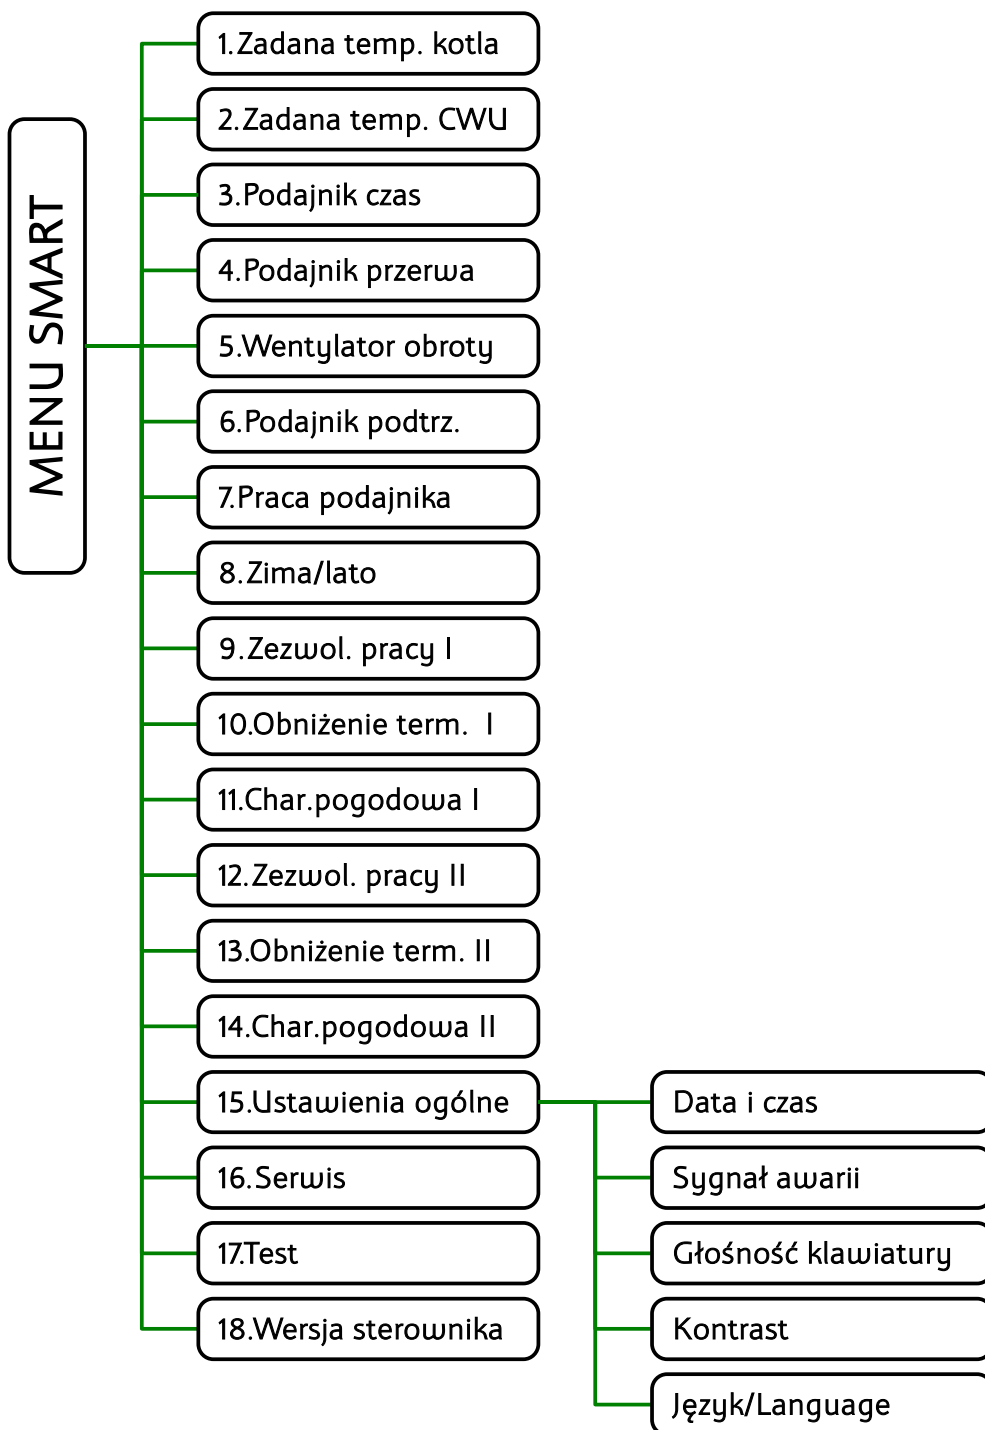 MENU SMART
1.Zadana temp. kotla
2.Zadana temp. CWU
3.Podajnik czas
4.Podajnik przerwa
5.Wentylator obroty
6.Podajnik podtrz.
7.Praca podajnika
8.Zima/lato
9.Zezwol. pracy I
10.Obniżenie term. I
11.Char.pogodowa I
12.Zezwol. pracy II
13.Obniżenie term. II
14.Char.pogodowa II
15.Ustawienia ogólne
16.Serwis
17.Test
18.Wersja sterownika
Data i czas
Sygnał awarii
Głośność klawiatury
Kontrast
Język/Language